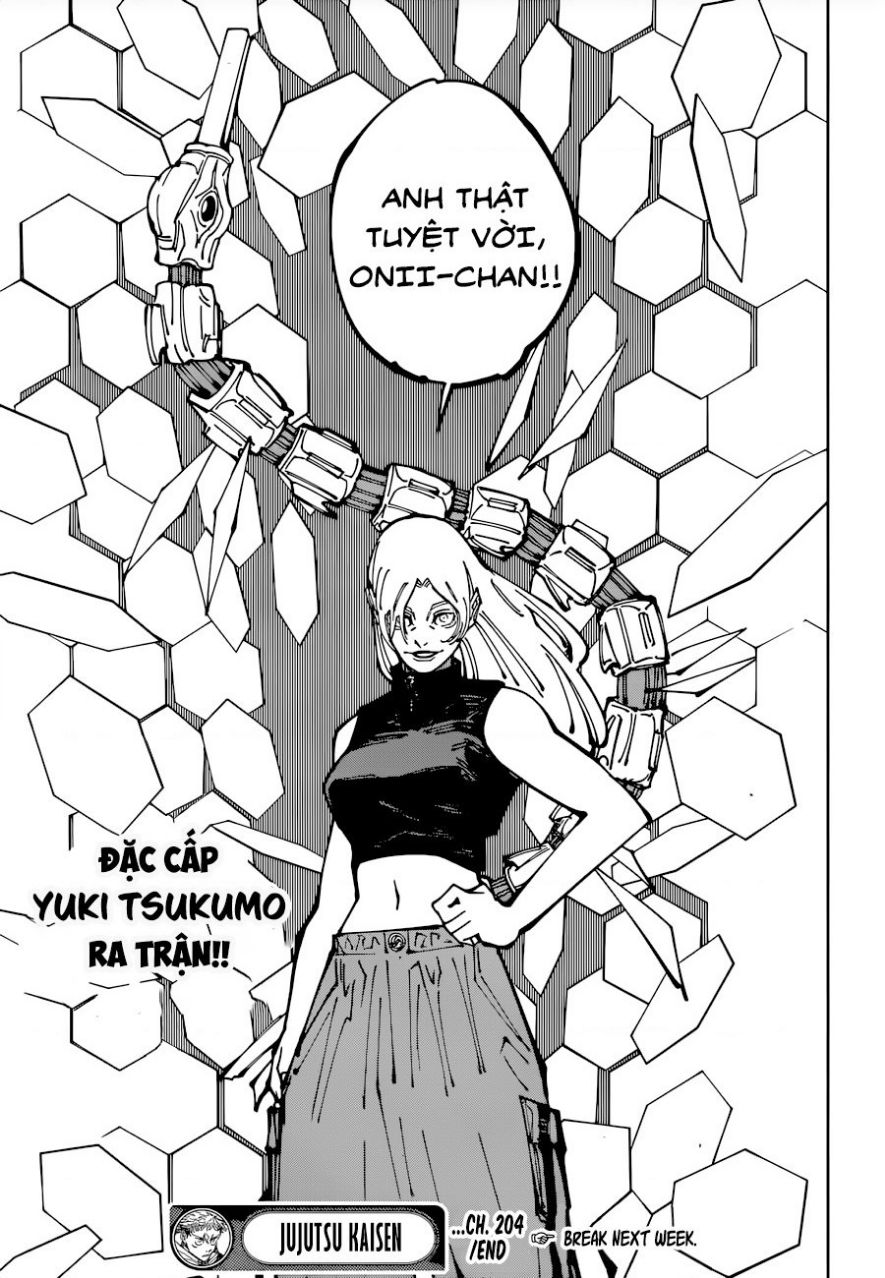 ANH THẬT
TUYỆT VỜI,
ONII-CHAN!!
ĐẶC CẤP
YUKI TSUKUMO
RA TRẬN!!
JUJUTSU KAISEN
...CH. 204
/END
☞ BREAK NEXT WEEK.